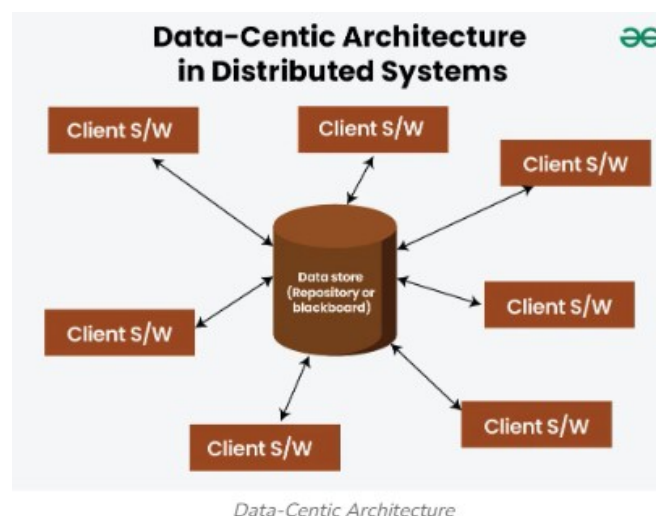 Data-Centic Architecture
in Distributed Systems
Client S/W
Client S/W
Client S/W
Data store
(Repository or
blackboard)
Client S/W
Client S/W
Client S/W
Client S/W
Data-Centic Architecture